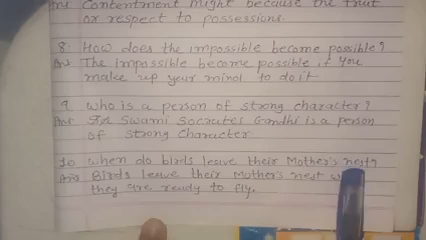 Ans Contentment might because the fruit
or respect to possessions.
8. How does the impossible become possible?
Ans The impossible become possible if you
make up your mind to do it
9. who is a person of strong character?
Ans Swami Socrates Gandhi is a person
of strong Character
10 when do birds leave their Mother's nest?
Ans Birds leave their Mother's nest
they are ready to fly.